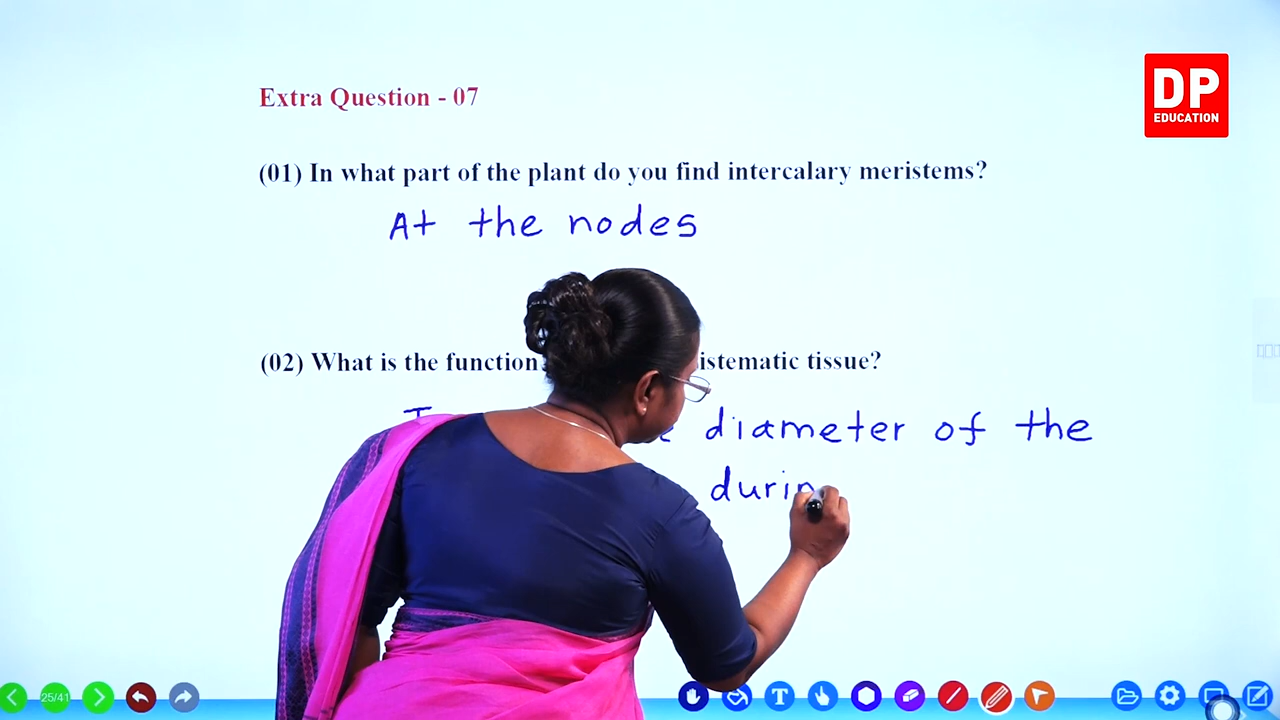 DP
EDUCATION
Extra Question - 07
(01) In what part of the plant do you find intercalary meristems?
At the nodes
(02) What is the function istematic tissue?
diameter of the
durin
25/41